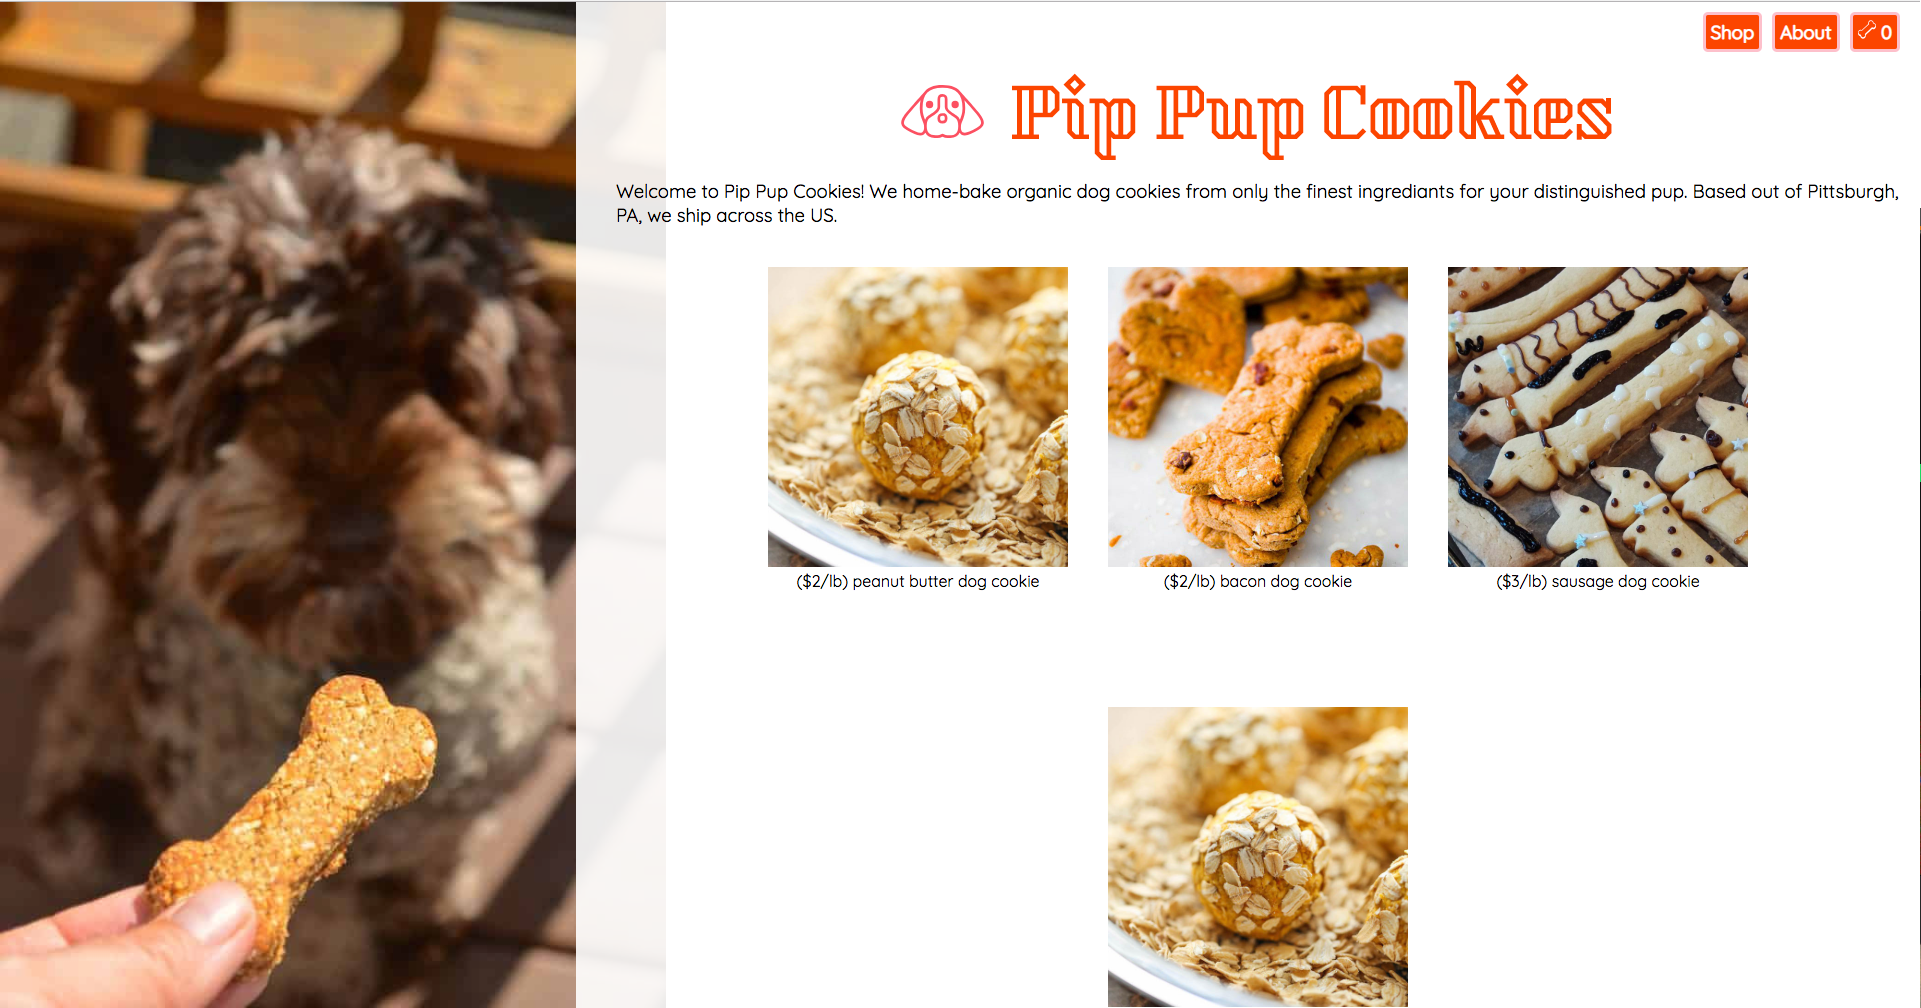 Shop About 0
Pip Pup Cookies
Welcome to Pip Pup Cookies! We home-bake organic dog cookies from only the finest ingrediants for your distinguished pup. Based out of Pittsburgh,
PA, we ship across the US.
($2/lb) peanut butter dog cookie
($2/lb) bacon dog cookie
($3/lb) sausage dog cookie